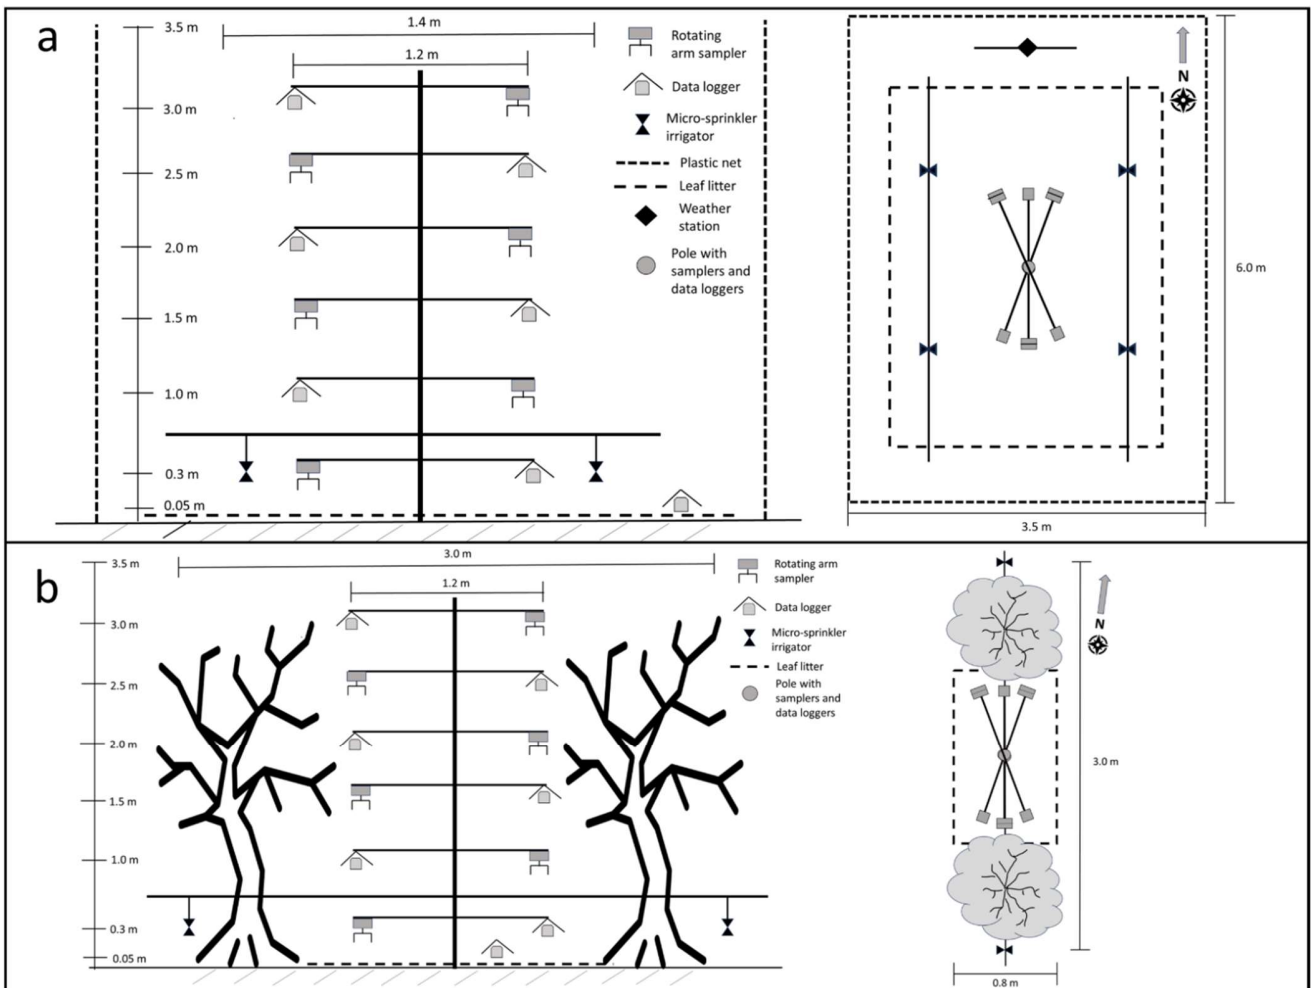 a
3.5 m
1.4 m
1.2 m
3.0 m
2.5 m
2.0 m
1.5 m
1.0 m
0.3 m
0.05 m
Rotating
arm sampler
Data logger
Micro-sprinkler
irrigator
Plastic net
Leaf litter
Weather
station
Pole with
samplers and
data loggers
N
6.0 m
3.5 m
b
3.5 m
3.0 m
1.2 m
3.0 m
2.5 m
2.0 m
1.5 m
1.0 m
0.3 m
0.05 m
Rotating arm
sampler
Data logger
Micro-sprinkler
irrigator
Leaf litter
Pole with
samplers and
data loggers
N
3.0 m
0.8 m